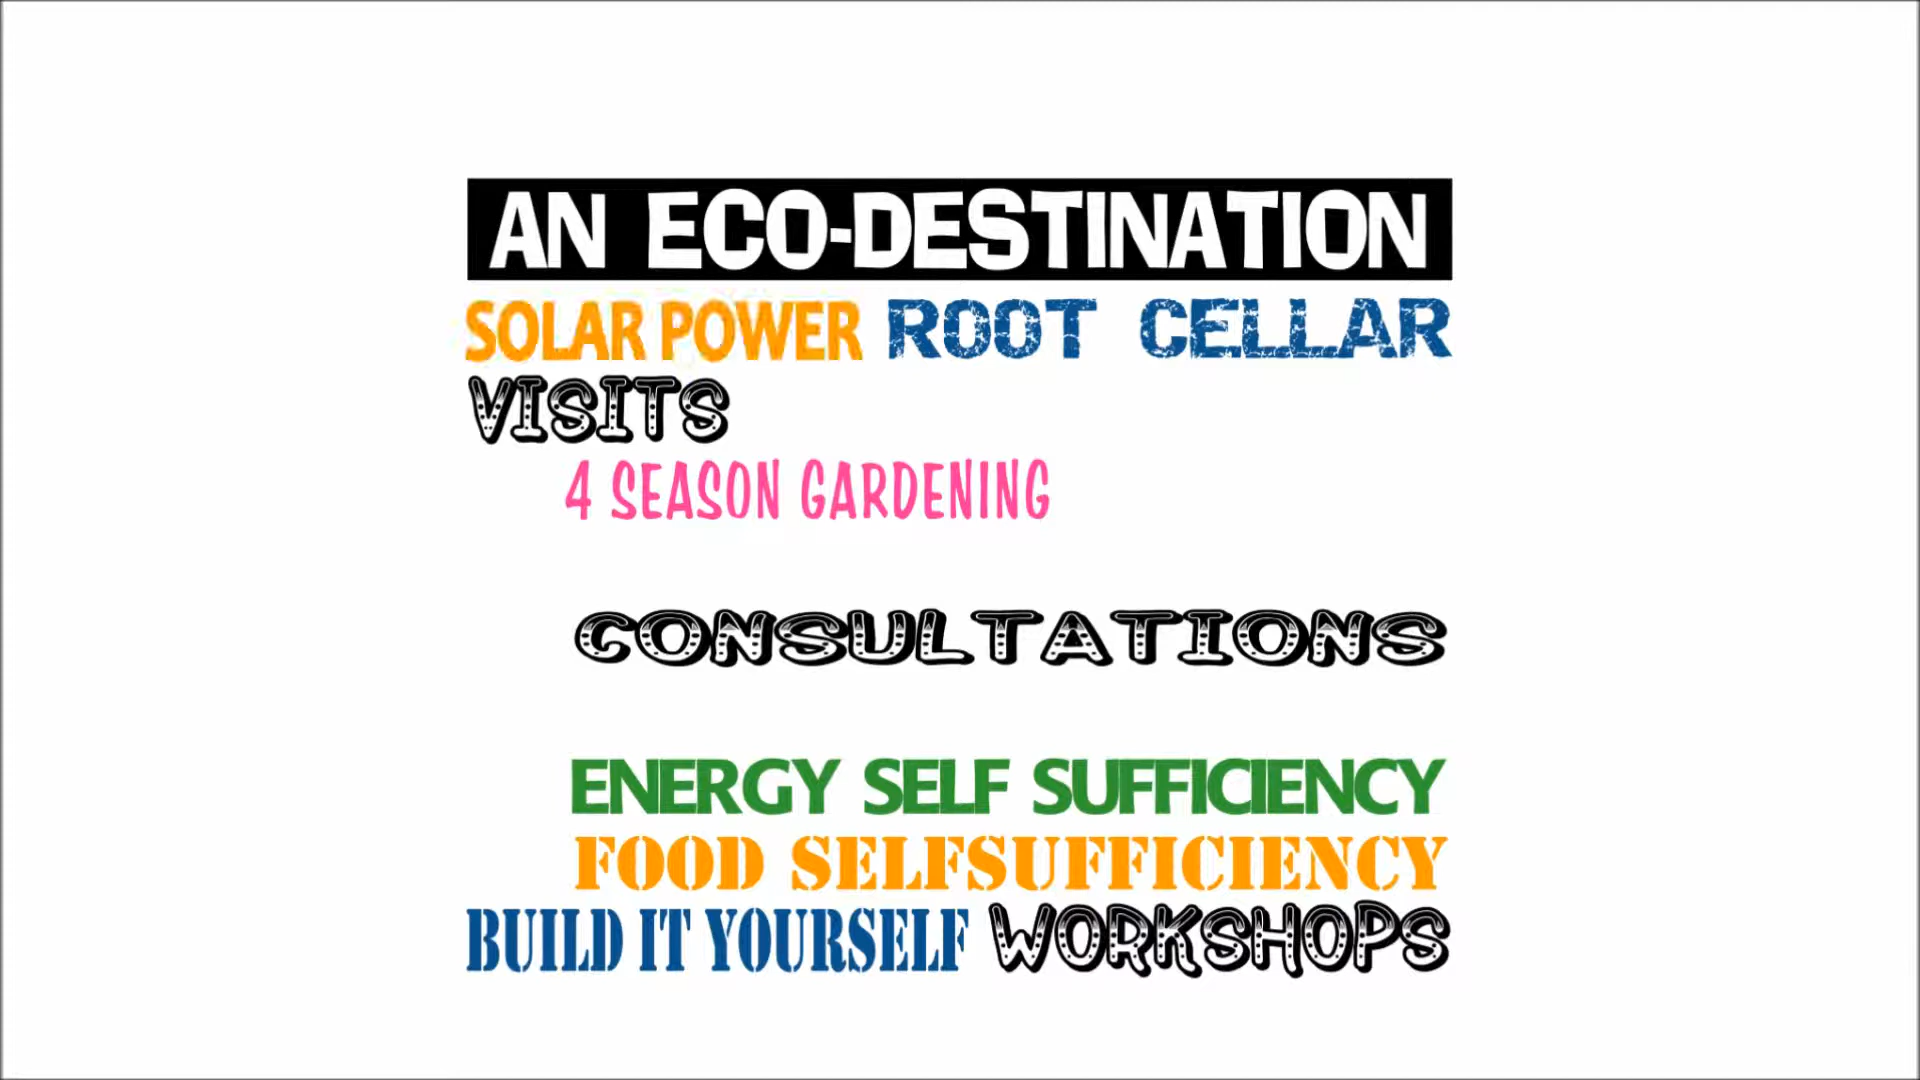 AN ECO-DESTINATION
SOLAR POWER ROOT CELLAR
VISITS
4 SEASON GARDENING
CONSULTATIONS
ENERGY SELF SUFFICIENCY
FOOD SELFSUFFICIENCY
BUILD IT YOURSELF WORKSHOPS